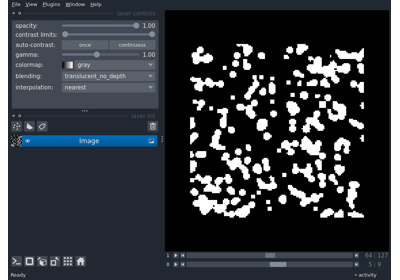 File View Plugins Window Help
layer controls
opacity: 1.00
contrast limits:
auto-contrast: once continuous
gamma: 1.00
colormap: gray
blending: translucent_no_depth
interpolation: nearest
layer list
Image
1 64 127
0 5 9
Ready activity